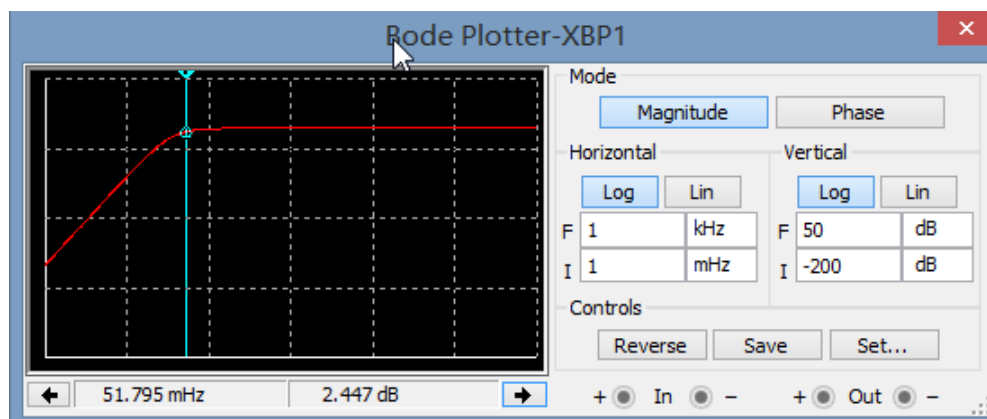 Bode Plotter-XBP1
Mode
Magnitude Phase
Horizontal Vertical
Log Lin Log Lin
F 1 kHz F 50 dB
I 1 mHz I -200 dB
Controls
Reverse Save Set...
51.795 mHz 2.447 dB + In - + Out -